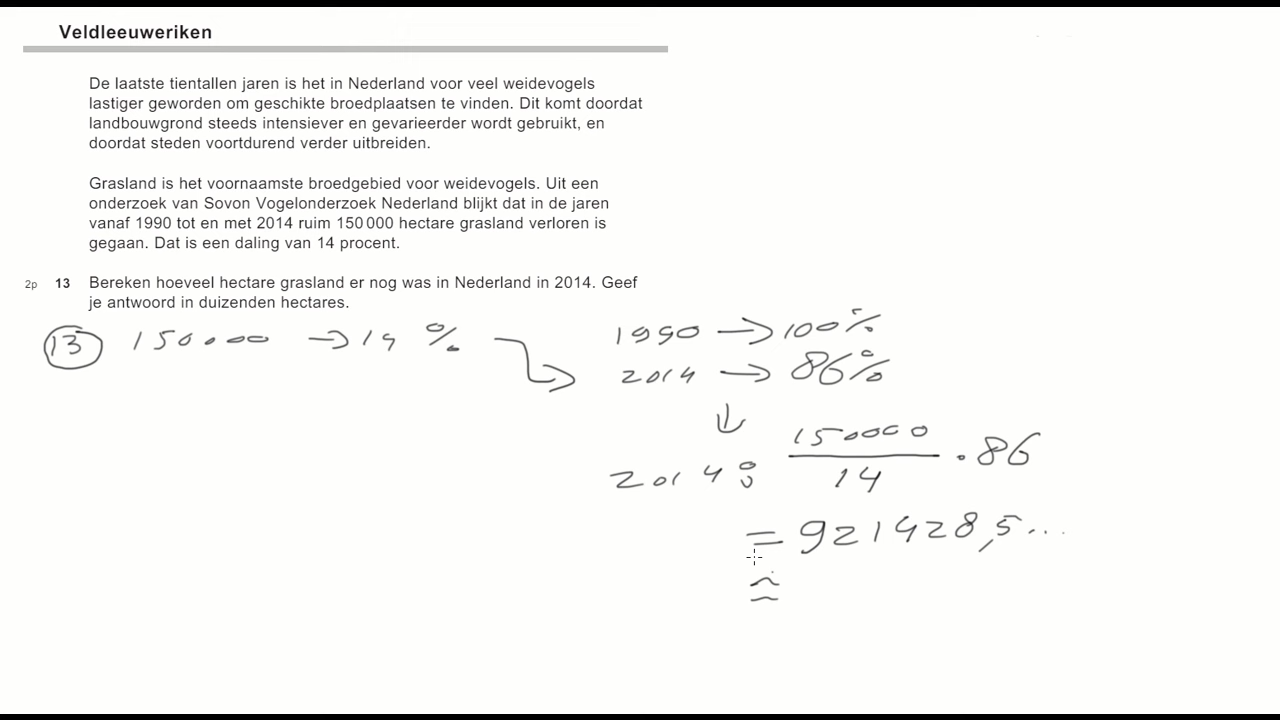 Veldleeuweriken
De laatste tientallen jaren is het in Nederland voor veel weidevogels
lastiger geworden om geschikte broedplaatsen te vinden. Dit komt doordat
landbouwgrond steeds intensiever en gevarieerder wordt gebruikt, en
doordat steden voortdurend verder uitbreiden.
Grasland is het voornaamste broedgebied voor weidevogels. Uit een
onderzoek van Sovon Vogelonderzoek Nederland blijkt dat in de jaren
vanaf 1990 tot en met 2014 ruim 150 000 hectare grasland verloren is
gegaan. Dat is een daling van 14 procent.
2p 13 Bereken hoeveel hectare grasland er nog was in Nederland in 2014. Geef
je antwoord in duizenden hectares.
13 150.000 → 14 %
1990 → 100%
2014 → 86%
↓
2014: 150000/14 · 86
= 921428,5...
≈